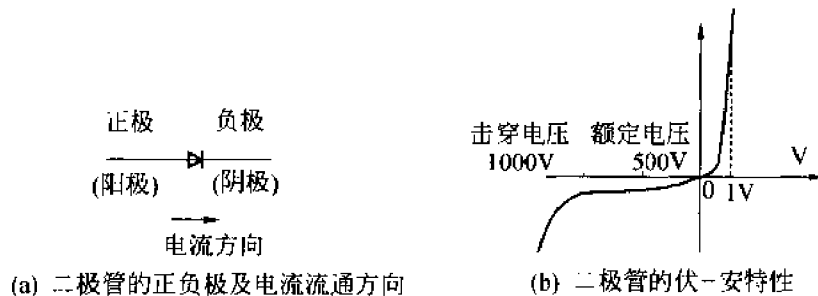 正极 负极
(阳极) (阴极)
电流方向
(a) 二极管的正负极及电流流通方向
击穿电压 额定电压
1000V 500V V
0 1V
(b) 二极管的伏-安特性